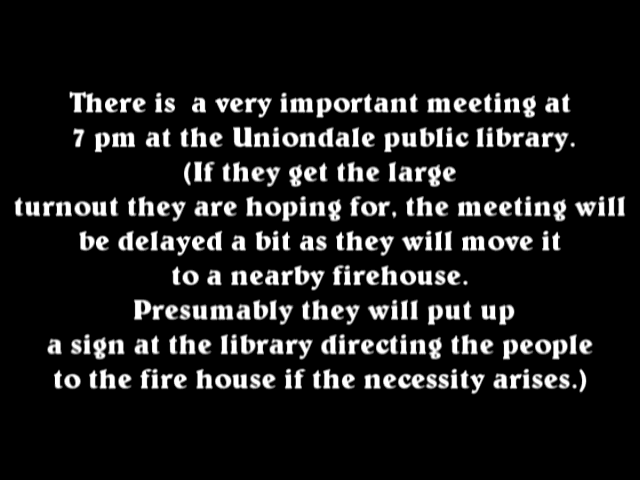 There is  a very important meeting at
7 pm at the Uniondale public library.
(If they get the large
turnout they are hoping for, the meeting will
be delayed a bit as they will move it
to a nearby firehouse.
Presumably they will put up
a sign at the library directing the people
to the fire house if the necessity arises.)